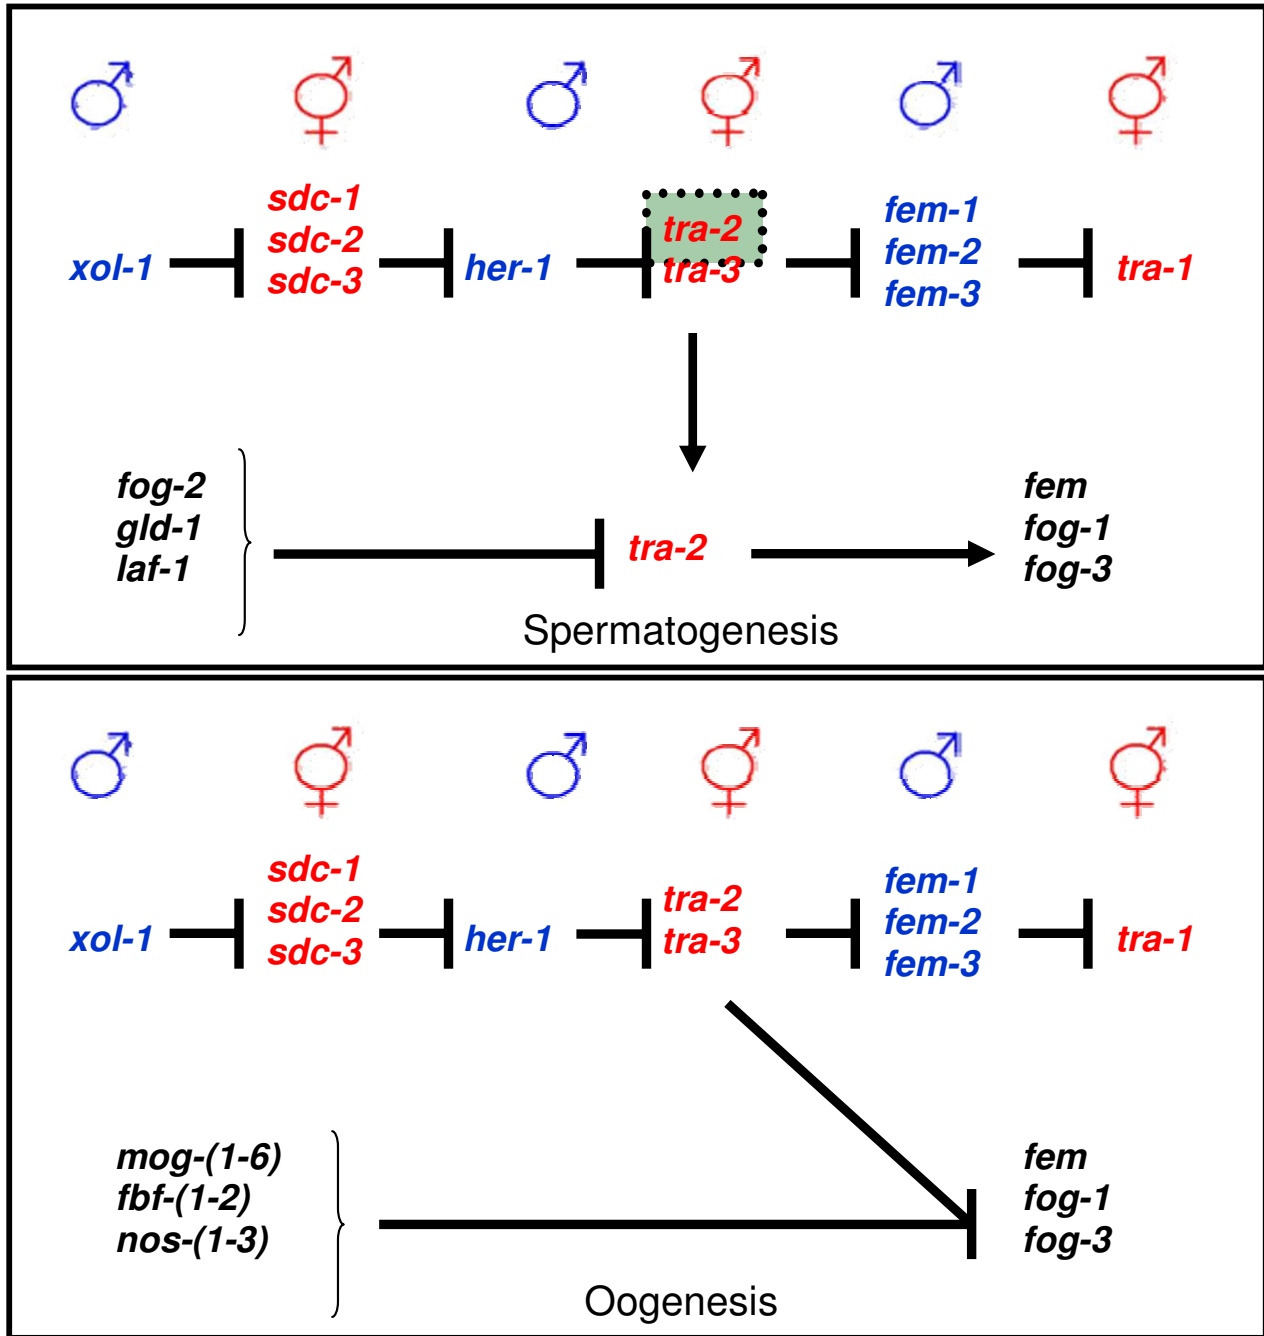 sdc-1
sdc-2
sdc-3
xol-1
her-1
tra-2
tra-3
fem-1
fem-2
fem-3
tra-1
fog-2
gld-1
laf-1
tra-2
fem
fog-1
fog-3
Spermatogenesis
xol-1
sdc-1
sdc-2
sdc-3
her-1
tra-2
tra-3
fem-1
fem-2
fem-3
tra-1
mog-(1-6)
fbf-(1-2)
nos-(1-3)
fem
fog-1
fog-3
Oogenesis